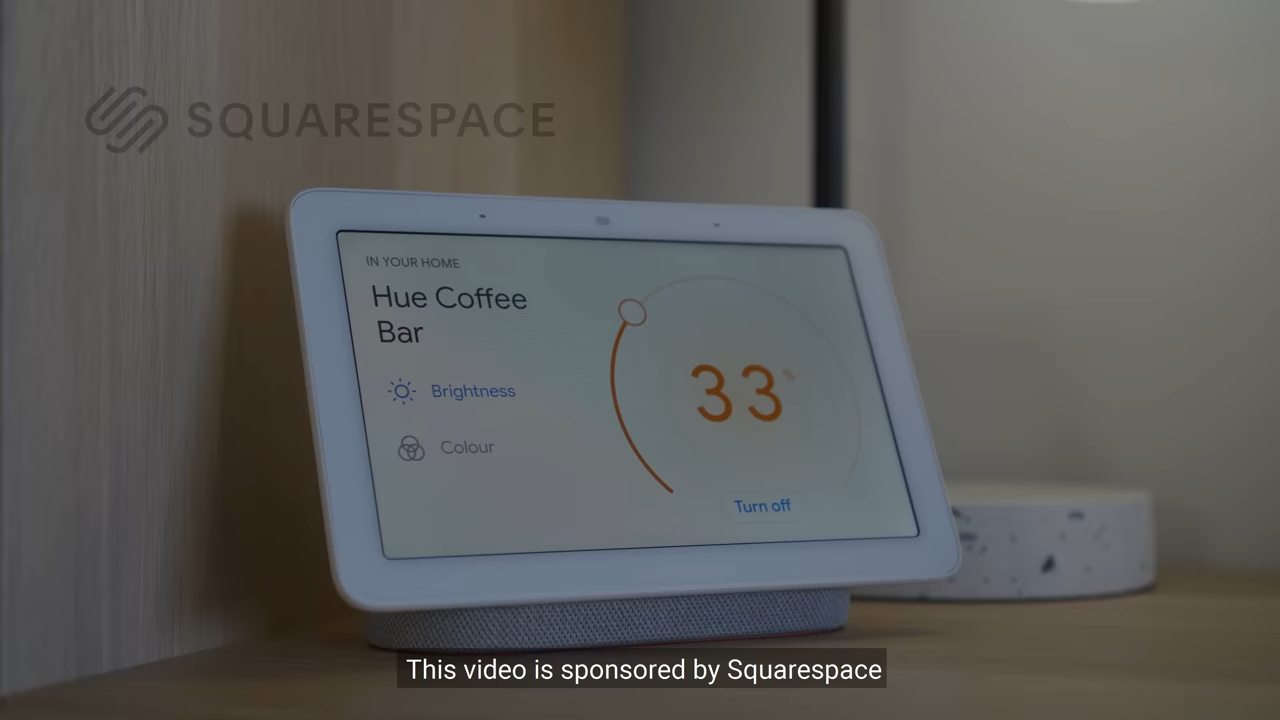 SQUARESPACE
IN YOUR HOME
Hue Coffee
Bar
Brightness
Colour
33
Turn off
This video is sponsored by Squarespace